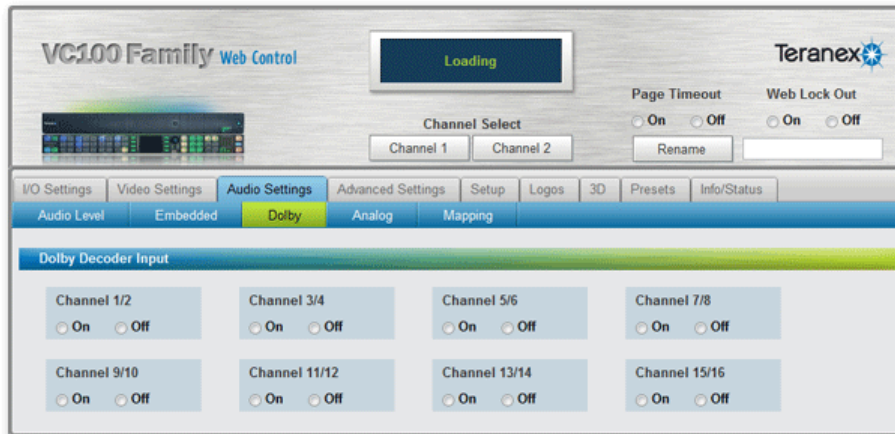 VC100 Family Web Control
Loading
Teranex
Page Timeout
Web Lock Out
On Off
On Off
Channel Select
Channel 1
Channel 2
Rename
I/O Settings
Video Settings
Audio Settings
Advanced Settings
Setup
Logos
3D
Presets
Info/Status
Audio Level
Embedded
Dolby
Analog
Mapping
Dolby Decoder Input
Channel 1/2
On Off
Channel 3/4
On Off
Channel 5/6
On Off
Channel 7/8
On Off
Channel 9/10
On Off
Channel 11/12
On Off
Channel 13/14
On Off
Channel 15/16
On Off